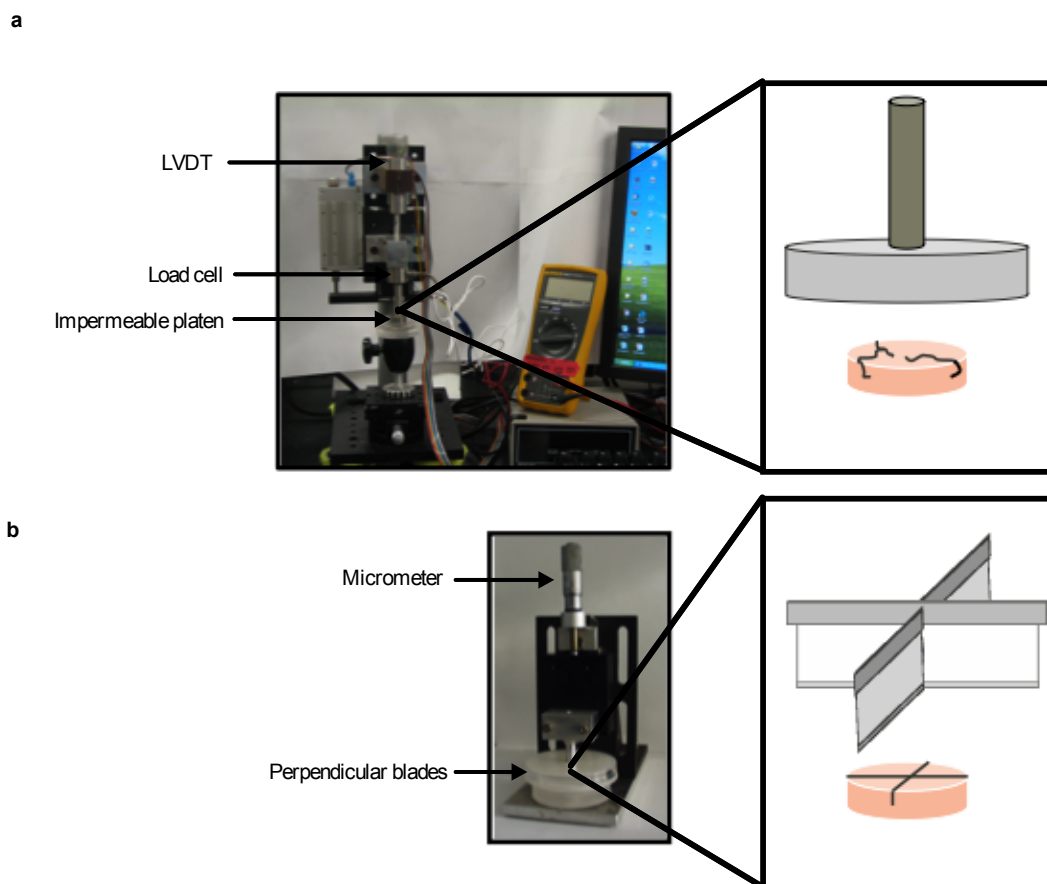 a
LVDT
Load cell
Impermeable platen
b
Micrometer
Perpendicular blades